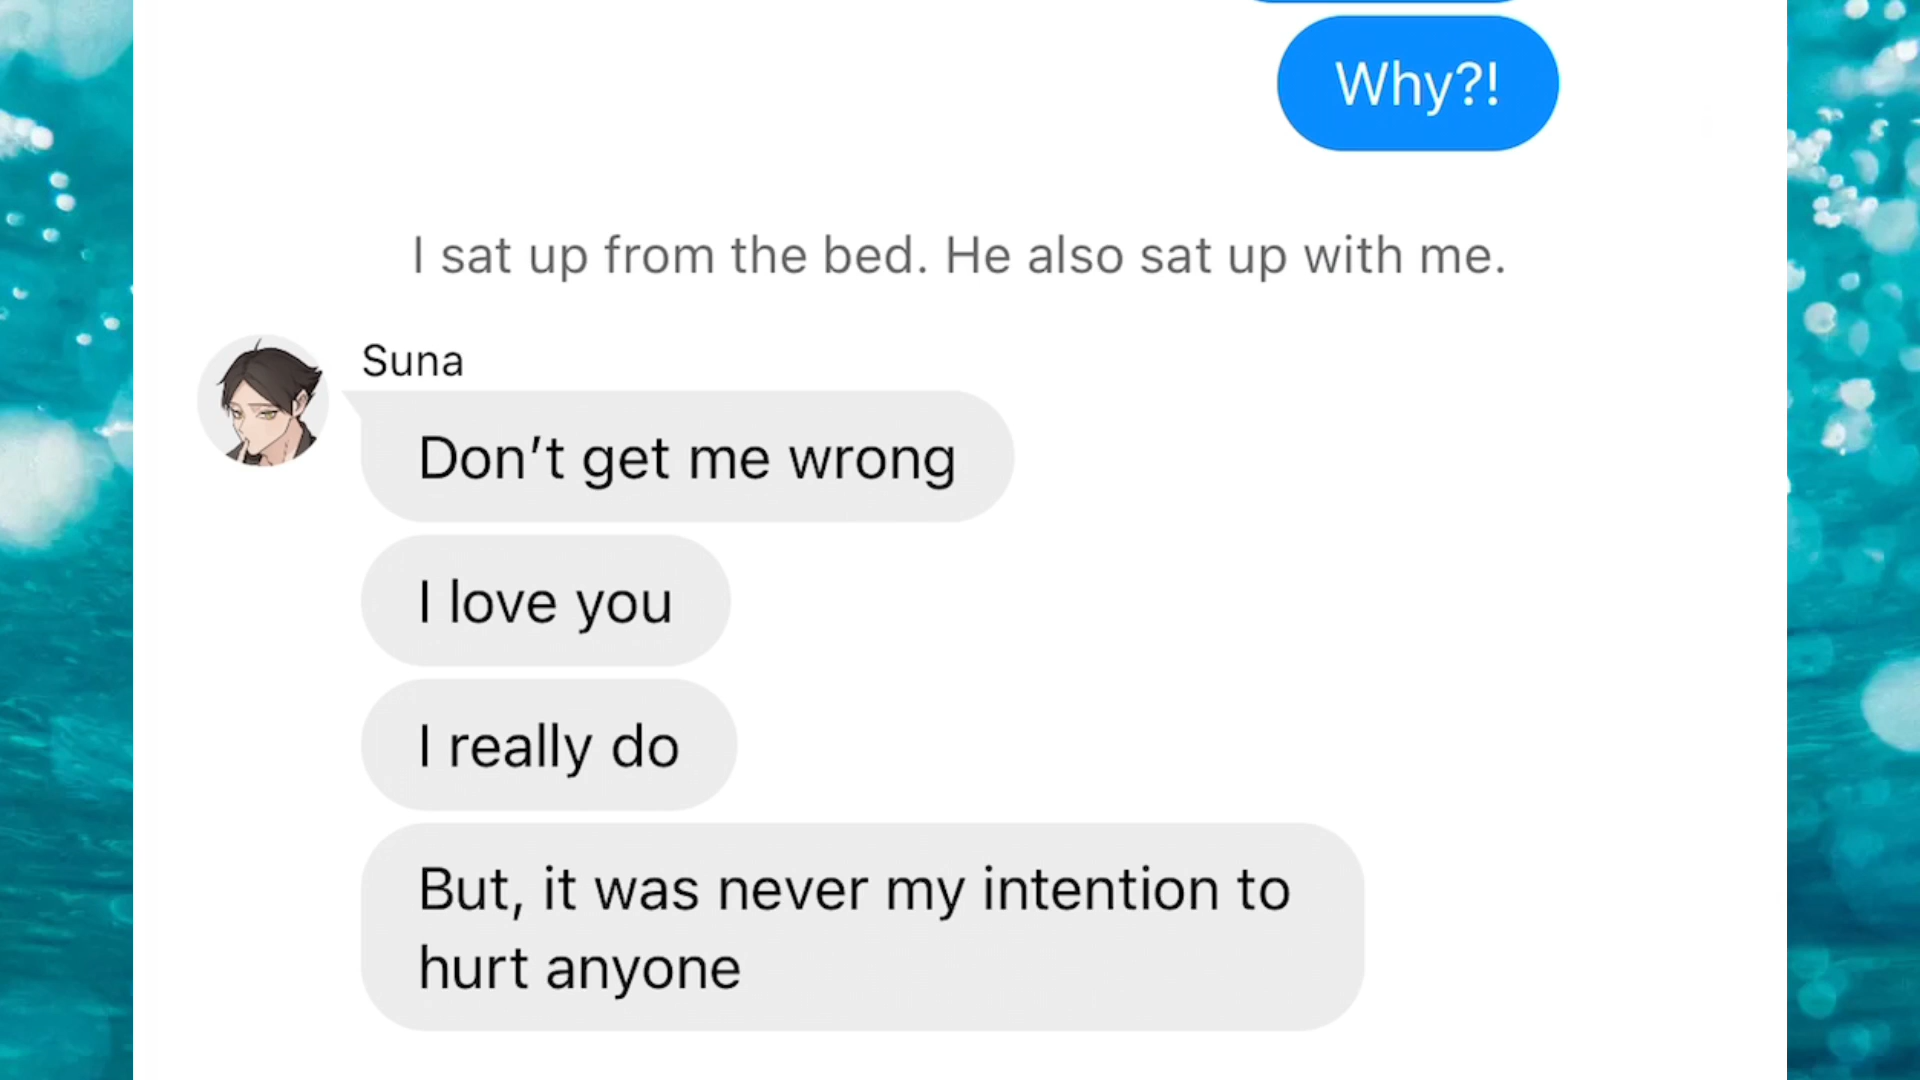 Why?!
I sat up from the bed. He also sat up with me.
Suna
Don’t get me wrong
I love you
I really do
But, it was never my intention to
hurt anyone